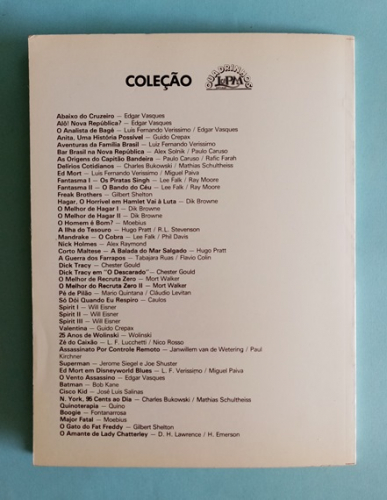 COLEÇÃO
QUADRINHOS
L&PM
Abaixo do Cruzeiro — Edgar Vasques
Alô! Nova República? — Edgar Vasques
O Analista de Bagé — Luis Fernando Verissimo / Edgar Vasques
Anita, Uma História Possível — Guido Crepax
Aventuras da Família Brasil — Luiz Fernando Verissimo
Bar Brasil na Nova República — Alex Solnik / Paulo Caruso
As Origens do Capitão Bandeira — Paulo Caruso / Rafic Farah
Delírios Cotidianos — Charles Bukowski / Mathias Schultheiss
Ed Mort — Luis Fernando Verissimo / Miguel Paiva
Fantasma I — Os Piratas Singh — Lee Falk / Ray Moore
Fantasma II — O Bando do Céu — Lee Falk / Ray Moore
Freak Brothers — Gilbert Shelton
Hagar, O Horrível em Hamlet Vai à Luta — Dik Browne
O Melhor de Hagar I — Dik Browne
O Melhor de Hagar II — Dik Browne
O Homem é Bom? — Moebius
A Ilha do Tesouro — Hugo Pratt / R.L. Stevenson
Mandrake — O Cobra — Lee Falk / Phil Davis
Nick Holmes — Alex Raymond
Corto Maltese — A Balada do Mar Salgado — Hugo Pratt
A Guerra dos Farrapos — Tabajara Ruas / Flavio Colin
Dick Tracy — Chester Gould
Dick Tracy em "O Descarado" — Chester Gould
O Melhor de Recruta Zero — Mort Walker
O Melhor do Recruta Zero II — Mort Walker
Pé de Pilão — Mario Quintana / Cláudio Levitan
Só Dói Quando Eu Respiro — Caulos
Spirit I — Will Eisner
Spirit II — Will Eisner
Spirit III — Will Eisner
Valentina — Guido Crepax
25 Anos de Wolinski — Wolinski
Zé do Caixão — L. F. Lucchetti / Nico Rosso
Assassinato Por Controle Remoto — Janwillem van de Wetering / Paul
Kirchner
Superman — Jerome Siegel e Joe Shuster
Ed Mort em Disneyworld Blues — L. F. Verissimo / Miguel Paiva
O Vento Assassino — Edgar Vasques
Batman — Bob Kane
Cisco Kid — José Luis Salinas
N. York, 95 Cents ao Dia — Charles Bukowski / Mathias Schultheiss
Quinoterapia — Quino
Boogie — Fontanarrosa
Major Fatal — Moebius
O Gato do Fat Freddy — Gilbert Shelton
O Amante de Lady Chatterley — D. H. Lawrence / H. Emerson